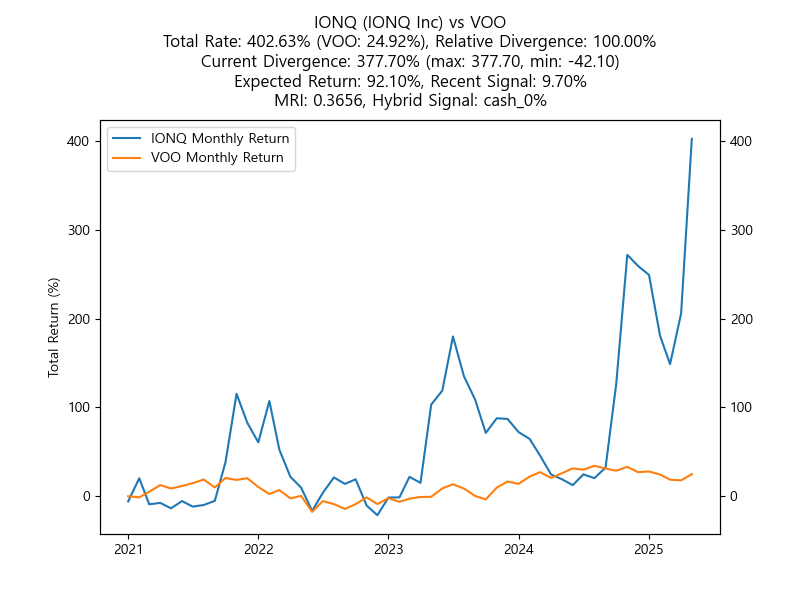 IONQ (IONQ Inc) vs VOO
Total Rate: 402.63% (VOO: 24.92%), Relative Divergence: 100.00%
Current Divergence: 377.70% (max: 377.70, min: -42.10)
Expected Return: 92.10%, Recent Signal: 9.70%
MRI: 0.3656, Hybrid Signal: cash_0%
IONQ Monthly Return
VOO Monthly Return
Total Return (%)
400
300
200
100
0
400
300
200
100
0
2021
2022
2023
2024
2025